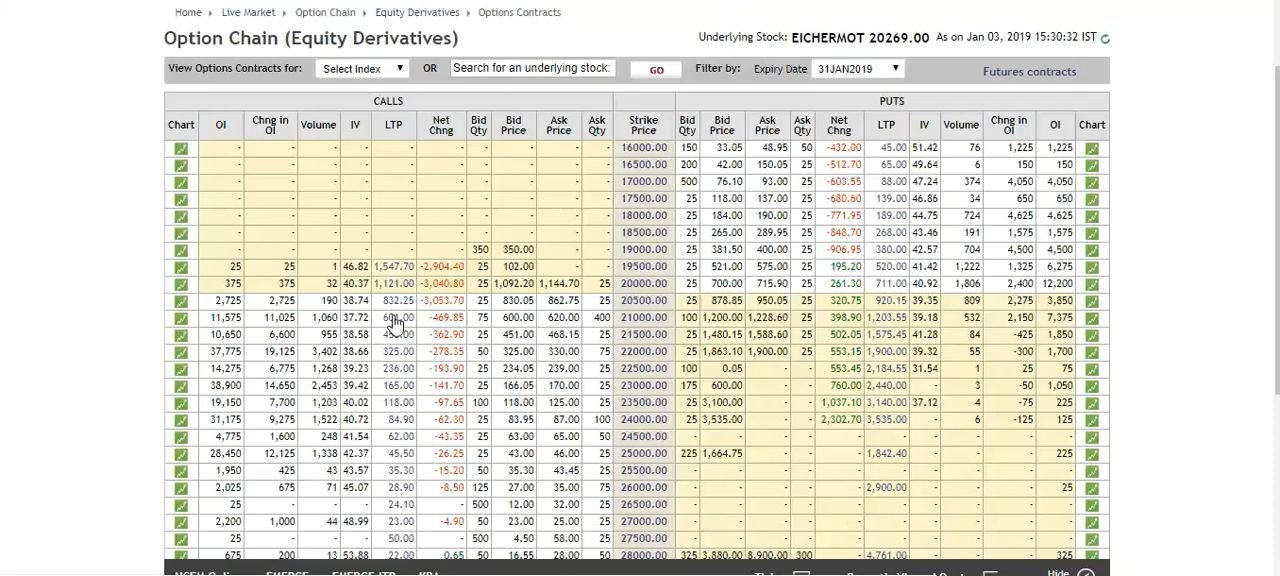 Home Live Market Option Chain Equity Derivatives Options Contracts
Option Chain (Equity Derivatives) Underlying Stock: EICHERMOT 20269.00 As on Jan 03, 2019 15:30:32 IST
View Options Contracts for: Select Index OR Search for an underlying stock: GO Filter by: Expiry Date 31JAN2019 Futures contracts
CALLS PUTS
Chart OI Chng in OI Volume IV LTP Net Chng Bid Qty Bid Price Ask Price Ask Qty Strike Price Bid Qty Bid Price Ask Price Ask Qty Net Chng LTP IV Volume Chng in OI OI Chart
- - - - - - - - - - 16000.00 150 33.05 48.95 50 -432.00 45.00 51.42 76 1,225 1,225
- - - - - - - - - - 16500.00 200 42.00 150.05 25 -512.70 65.00 49.64 6 150 150
- - - - - - - - - - 17000.00 500 76.10 93.00 25 -603.55 88.00 47.24 374 4,050 4,050
- - - - - - - - - - 17500.00 25 118.00 137.00 25 -680.60 139.00 46.86 34 650 650
- - - - - - - - - - 18000.00 25 184.00 190.00 25 -771.95 189.00 44.75 724 4,625 4,625
- - - - - - - - - - 18500.00 25 265.00 289.95 25 -848.70 268.00 43.46 191 1,575 1,575
- - - - - - 350 350.00 - - 19000.00 25 381.50 400.00 25 -906.95 380.00 42.57 704 4,500 4,500
25 25 1 46.82 1,547.70 -2,904.40 25 102.00 - - 19500.00 25 521.00 575.00 25 195.20 520.00 41.42 1,222 1,325 6,275
375 375 32 40.37 1,121.00 -3,040.80 25 1,092.20 1,144.70 25 20000.00 25 700.00 715.90 25 261.30 711.00 40.92 1,806 2,400 12,200
2,725 2,725 190 38.74 832.25 -3,053.70 25 830.05 862.75 25 20500.00 25 878.85 950.05 25 320.75 920.15 39.35 809 2,275 3,850
11,575 11,025 1,060 37.72 -469.85 75 600.00 620.00 400 21000.00 100 1,200.00 1,228.60 25 398.90 1,203.55 39.18 532 2,150 7,375
10,650 6,600 955 38.58 -362.90 25 451.00 468.15 25 21500.00 25 1,480.15 1,588.60 25 502.05 1,575.45 41.28 84 -425 1,850
37,775 19,125 3,402 38.66 325.00 -278.35 50 325.00 330.00 75 22000.00 25 1,863.10 1,900.00 25 553.15 1,900.00 39.32 55 -300 1,700
14,275 6,775 1,268 39.23 236.00 -193.90 25 234.05 239.00 25 22500.00 100 0.05 - - 553.45 2,184.55 31.54 1 25 75
38,900 14,650 2,453 39.42 165.00 -141.70 25 166.05 170.00 25 23000.00 175 600.00 - - 760.00 2,440.00 - 3 -50 1,050
19,150 7,700 1,203 40.02 118.00 -97.65 100 118.00 125.00 25 23500.00 25 3,100.00 - - 1,037.10 3,140.00 37.12 4 -75 225
31,175 9,275 1,522 40.72 84.90 -62.30 25 83.95 87.00 100 24000.00 25 3,535.00 - - 2,302.70 3,535.00 - 6 -125 125
4,775 1,600 248 41.54 62.00 -43.35 25 63.00 65.00 50 24500.00 - - - - - - - - - -
28,450 12,125 1,338 42.37 45.50 -26.25 25 43.00 46.00 25 25000.00 225 1,664.75 - - - 1,842.40 - - - 225
1,950 425 43 43.57 35.30 -15.20 50 35.30 43.45 25 25500.00 - - - - - - - - - -
2,025 675 71 45.07 28.90 -8.50 125 27.00 35.00 75 26000.00 - - - - - 2,900.00 - - - 25
25 - - - 24.10 - 500 12.00 32.00 25 26500.00 - - - - - - - - - -
2,200 1,000 44 48.99 23.00 -4.90 50 23.00 25.00 25 27000.00 - - - - - - - - - -
25 - - - 50.00 - 500 4.50 58.00 25 27500.00 - - - - - - - - - -
675 200 13 53.88 22.00 0.65 50 16.55 28.00 50 28000.00 325 3,880.00 8,900.00 300 - 4,761.00 - - - 325
Hide